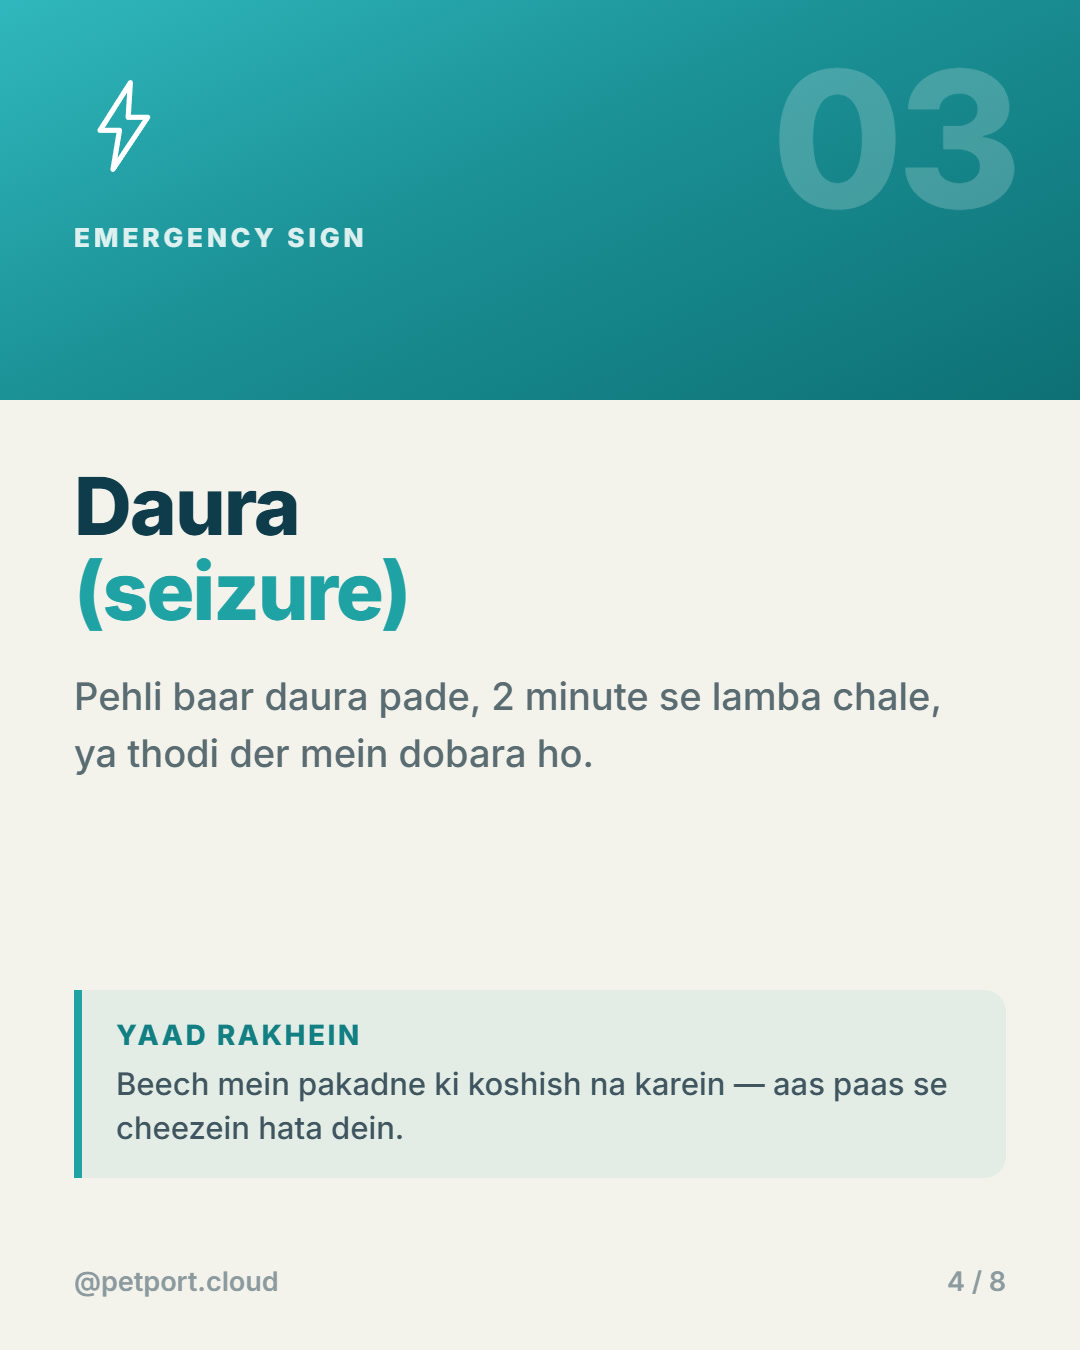 03
EMERGENCY SIGN
Daura
(seizure)
Pehli baar daura pade, 2 minute se lamba chale,
ya thodi der mein dobara ho.
YAAD RAKHEIN
Beech mein pakadne ki koshish na karein — aas paas se
cheezein hata dein.
@petport.cloud
4 / 8